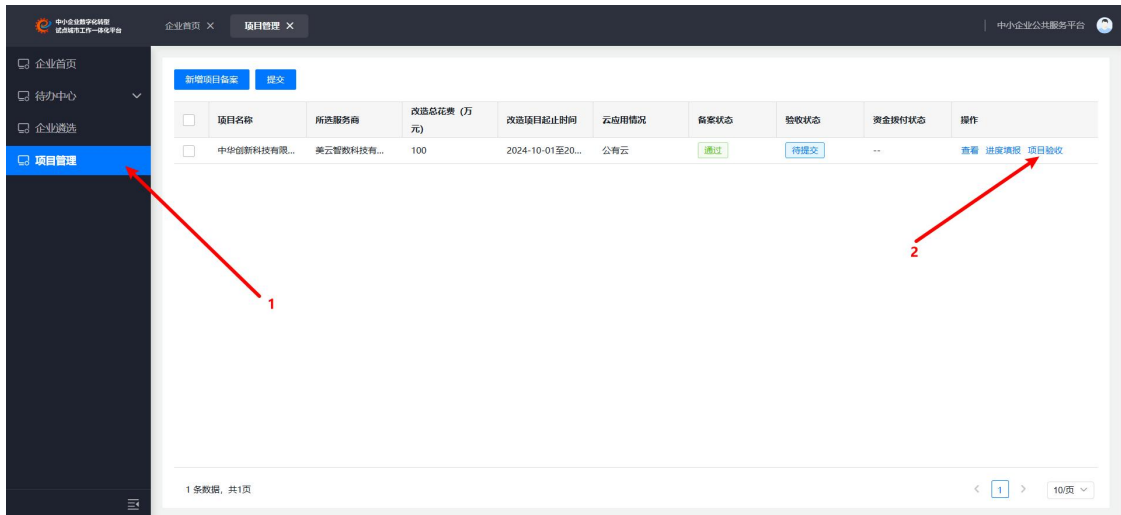 中小企业数字化转型
试点城市工作一体化平台
企业首页 ×
项目管理 ×
中小企业公共服务平台
企业首页
待办中心
企业遴选
项目管理
新增项目备案
提交
项目名称 所选服务商 改造总花费 (万元) 改造项目起止时间 云应用情况 备案状态 验收状态 资金拨付状态 操作
中华创新科技有限... 美云智数科技有... 100 2024-10-01至20... 公有云 通过 待提交 -- 查看 进度填报 项目验收
1
2
1 条数据, 共1页
< 1 > 10/页